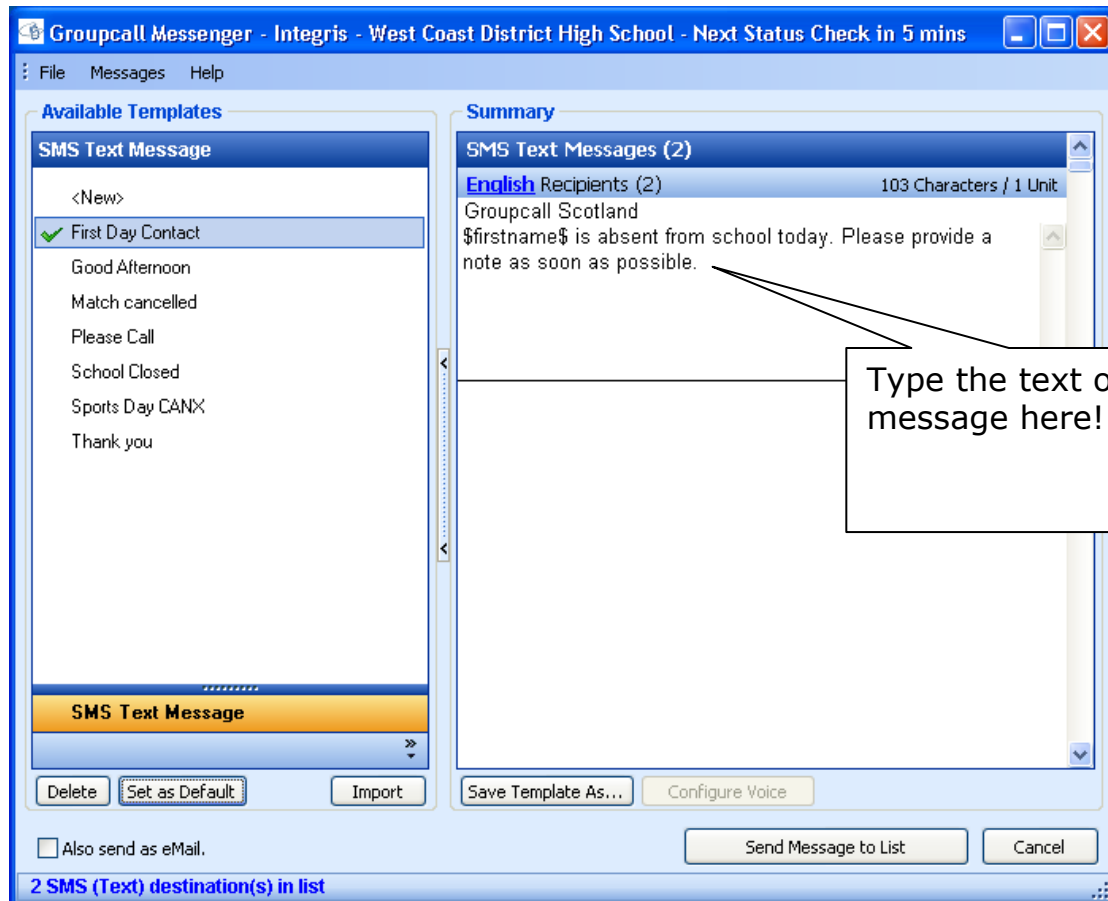 Groupcall Messenger - Integris - West Coast District High School - Next Status Check in 5 mins
File Messages Help
Available Templates
SMS Text Message
<New>
First Day Contact
Good Afternoon
Match cancelled
Please Call
School Closed
Sports Day CANX
Thank you
SMS Text Message
Delete Set as Default Import
Summary
SMS Text Messages (2)
English Recipients (2) 103 Characters / 1 Unit
Groupcall Scotland
$firstname$ is absent from school today. Please provide a
note as soon as possible.
Type the text
message here!
Save Template As... Configure Voice
Also send as eMail.
Send Message to List Cancel
2 SMS (Text) destination(s) in list